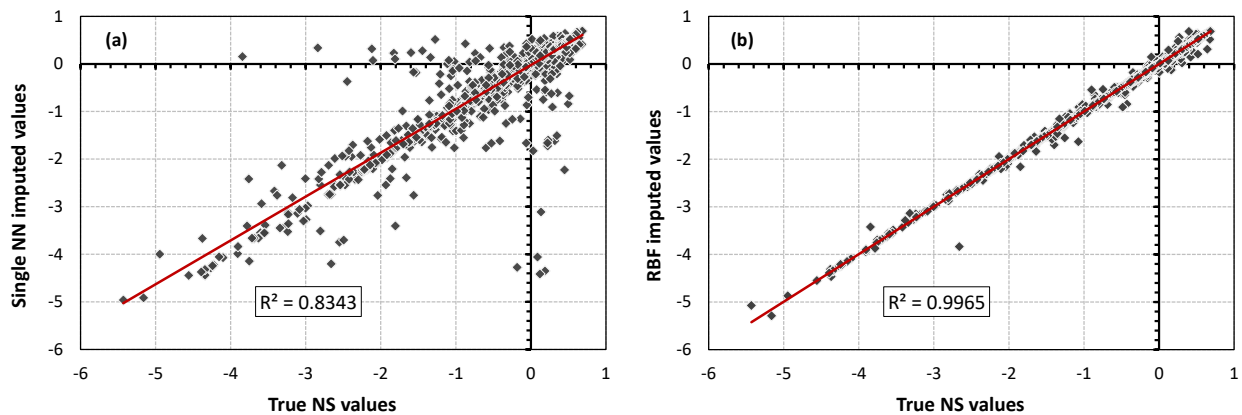 (a)
Single NN imputed values
1
0
-1
-2
-3
-4
-5
-6
R² = 0.8343
-6 -5 -4 -3 -2 -1 0 1
True NS values
(b)
RBF imputed values
1
0
-1
-2
-3
-4
-5
-6
R² = 0.9965
-6 -5 -4 -3 -2 -1 0 1
True NS values